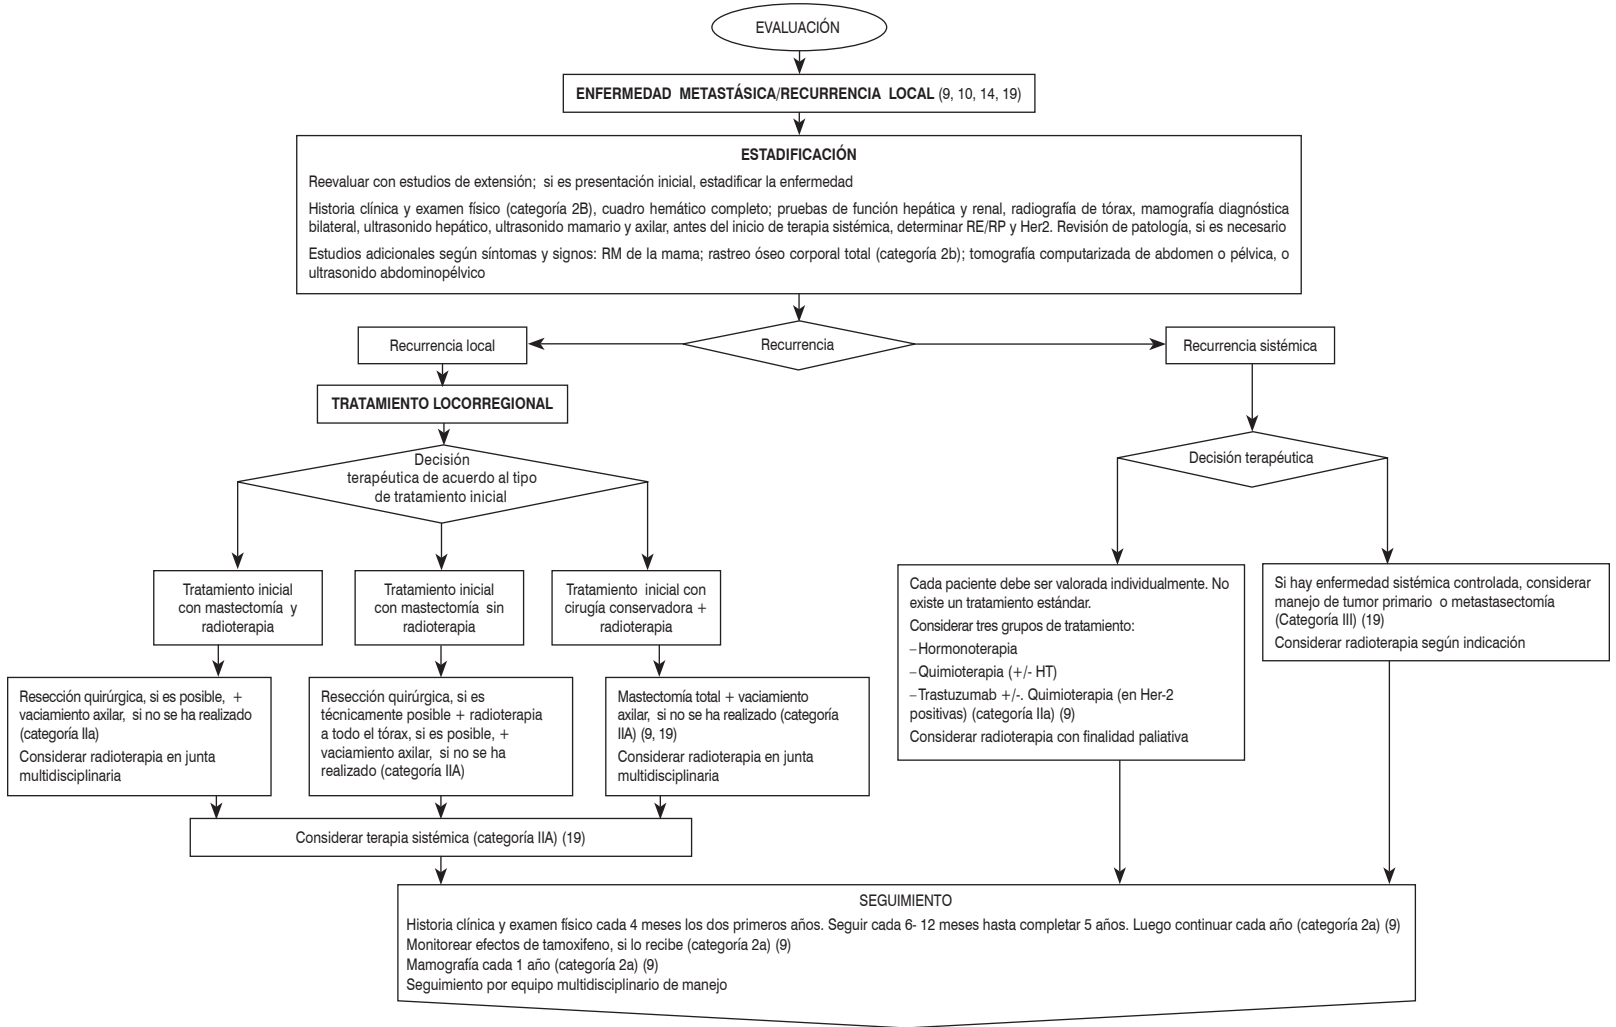 EVALUACIÓN
ENFERMEDAD METASTÁSICA/RECURRENCIA LOCAL (9, 10, 14, 19)
ESTADIFICACIÓN
Reevaluar con estudios de extensión; si es presentación inicial, estadificar la enfermedad
Historia clínica y examen físico (categoría 2B), cuadro hemático completo; pruebas de función hepática y renal, radiografía de tórax, mamografía diagnóstica
bilateral, ultrasonido hepático, ultrasonido mamario y axilar, antes del inicio de terapia sistémica, determinar RE/RP y Her2. Revisión de patología, si es necesario
Estudios adicionales según síntomas y signos: RM de la mama; rastreo óseo corporal total (categoría 2b); tomografía computarizada de abdomen o pélvica, o
ultrasonido abdominopélvico
Recurrencia local
Recurrencia
Recurrencia sistémica
TRATAMIENTO LOCORREGIONAL
Decisión
terapéutica de acuerdo al tipo
de tratamiento inicial
Decisión terapéutica
Tratamiento inicial
con mastectomía y
radioterapia
Tratamiento inicial
con mastectomía sin
radioterapia
Tratamiento inicial con
cirugía conservadora +
radioterapia
Cada paciente debe ser valorada individualmente. No
existe un tratamiento estándar.
Considerar tres grupos de tratamiento:
–Hormonoterapia
–Quimioterapia (+/- HT)
–Trastuzumab +/-. Quimioterapia (en Her-2
positivas) (categoría IIa) (9)
Considerar radioterapia con finalidad paliativa
Si hay enfermedad sistémica controlada, considerar
manejo de tumor primario o metastasectomía
(Categoría III) (19)
Considerar radioterapia según indicación
Resección quirúrgica, si es posible, +
vaciamiento axilar, si no se ha realizado
(categoría IIa)
Considerar radioterapia en junta
multidisciplinaria
Resección quirúrgica, si es
técnicamente posible + radioterapia
a todo el tórax, si es posible, +
vaciamiento axilar, si no se ha
realizado (categoría IIA)
Mastectomía total + vaciamiento
axilar, si no se ha realizado (categoría
IIA) (9, 19)
Considerar radioterapia en junta
multidisciplinaria
Considerar terapia sistémica (categoría IIA) (19)
SEGUIMIENTO
Historia clínica y examen físico cada 4 meses los dos primeros años. Seguir cada 6- 12 meses hasta completar 5 años. Luego continuar cada año (categoría 2a) (9)
Monitorear efectos de tamoxifeno, si lo recibe (categoría 2a) (9)
Mamografía cada 1 año (categoría 2a) (9)
Seguimiento por equipo multidisciplinario de manejo